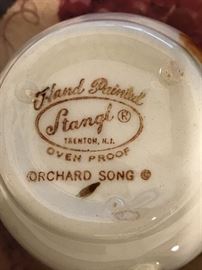 Hand Painted
Stangl ®
TRENTON, N.J.
OVEN PROOF
ORCHARD SONG ©